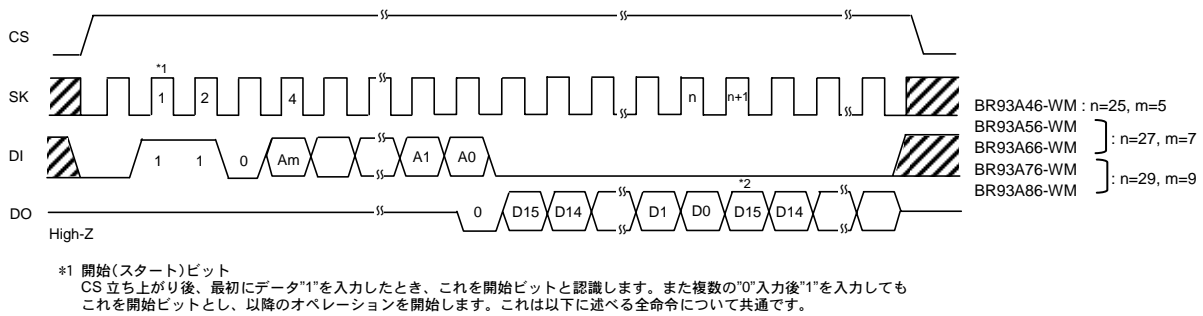 CS
*1
SK 1 2 4 n n+1
BR93A46-WM : n=25, m=5
BR93A56-WM
BR93A66-WM : n=27, m=7
BR93A76-WM
BR93A86-WM : n=29, m=9
DI 1 1 0 Am A1 A0
*2
DO 0 D15 D14 D1 D0 D15 D14
High-Z
*1 開始(スタート)ビット
CS 立ち上がり後、最初にデータ"1"を入力したとき、これを開始ビットと認識します。また複数の"0"入力後"1"を入力しても
これを開始ビットとし、以降のオペレーションを開始します。これは以下に述べる全命令について共通です。